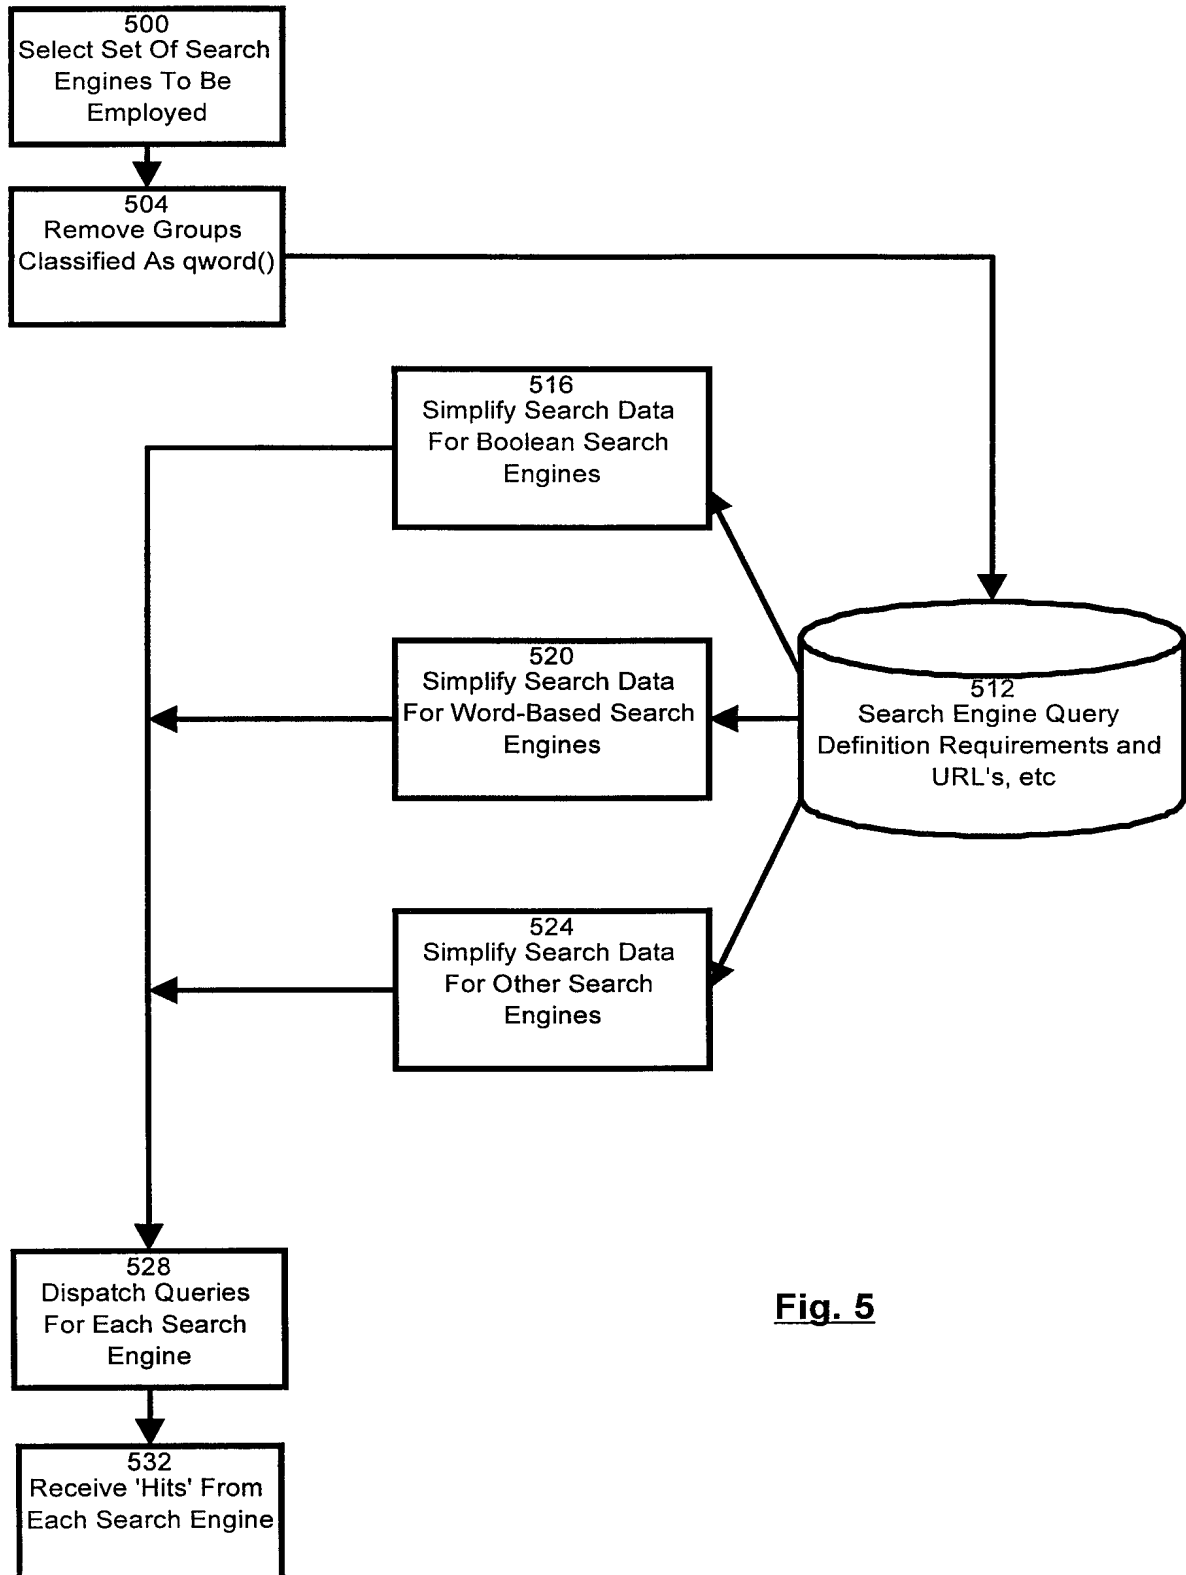 500
Select Set Of Search
Engines To Be
Employed
504
Remove Groups
Classified As qword()
516
Simplify Search Data
For Boolean Search
Engines
520
Simplify Search Data
For Word-Based Search
Engines
512
Search Engine Query
Definition Requirements and
URL's, etc
524
Simplify Search Data
For Other Search
Engines
528
Dispatch Queries
For Each Search
Engine
Fig. 5
532
Receive 'Hits' From
Each Search Engine